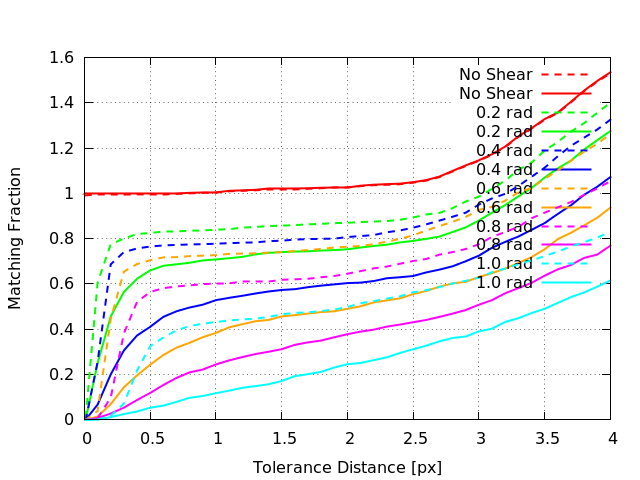 1.6
1.4
1.2
1
0.8
0.6
0.4
0.2
0
Matching Fraction
No Shear
No Shear
0.2 rad
0.2 rad
0.4 rad
0.4 rad
0.6 rad
0.6 rad
0.8 rad
0.8 rad
1.0 rad
1.0 rad
0 0.5 1 1.5 2 2.5 3 3.5 4
Tolerance Distance [px]